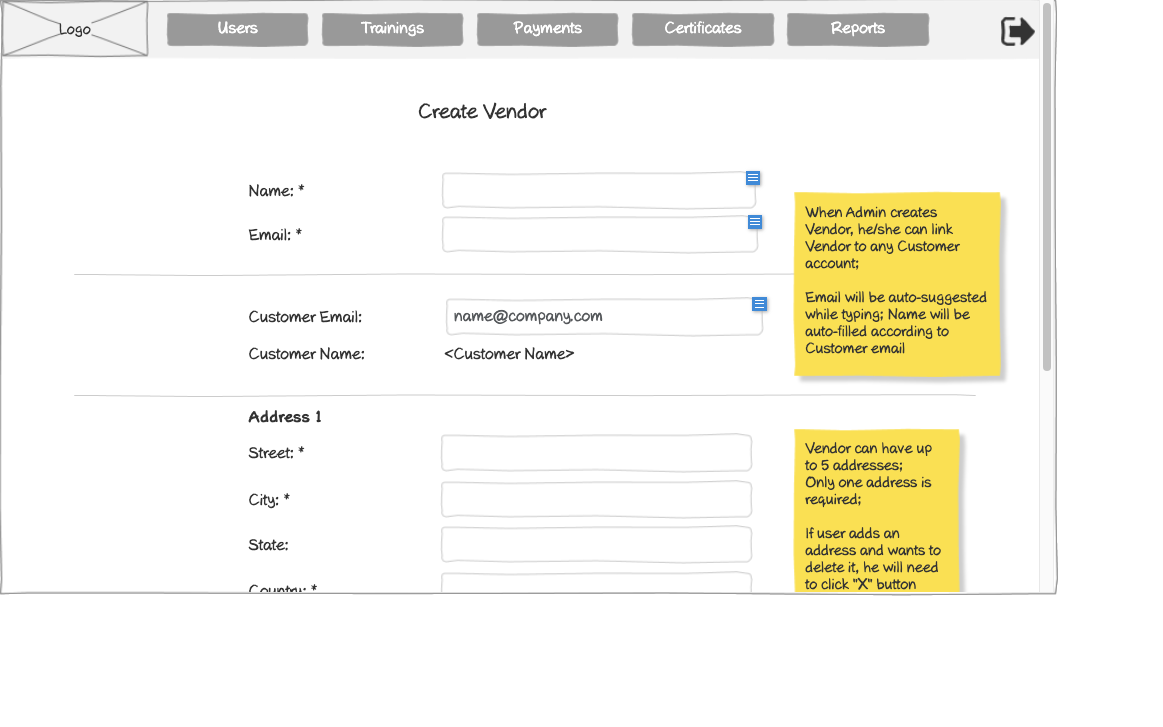 Logo
Users
Trainings
Payments
Certificates
Reports
Create Vendor
Name: *
Email: *
When Admin creates
Vendor, he/she can link
Vendor to any Customer
account;
Email will be auto-suggested
while typing; Name will be
auto-filled according to
Customer email
Customer Email:
name@company.com
Customer Name:
<Customer Name>
Address 1
Street: *
City: *
State:
Country: *
Vendor can have up
to 5 addresses;
Only one address is
required;
If user adds an
address and wants to
delete it, he will need
to click "X" button